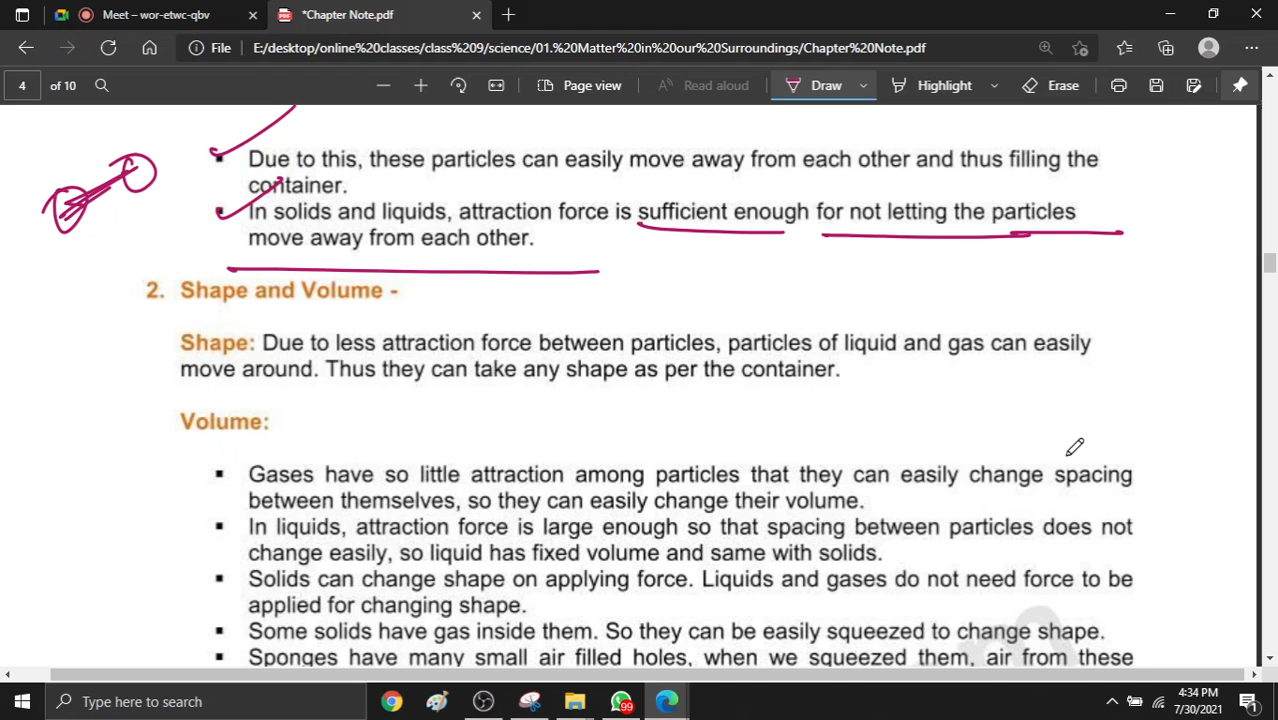 Meet – wor-etwc-qbv
*Chapter Note.pdf
File
E:/desktop/online%20classes/class%209/science/01.%20Matter%20in%20our%20Surroundings/Chapter%20Note.pdf
4 of 10
Page view
Read aloud
Draw
Highlight
Erase
Due to this, these particles can easily move away from each other and thus filling the
container.
In solids and liquids, attraction force is sufficient enough for not letting the particles
move away from each other.
2. Shape and Volume -
Shape: Due to less attraction force between particles, particles of liquid and gas can easily
move around. Thus they can take any shape as per the container.
Volume:
Gases have so little attraction among particles that they can easily change spacing
between themselves, so they can easily change their volume.
In liquids, attraction force is large enough so that spacing between particles does not
change easily, so liquid has fixed volume and same with solids.
Solids can change shape on applying force. Liquids and gases do not need force to be
applied for changing shape.
Some solids have gas inside them. So they can be easily squeezed to change shape.
Sponges have many small air filled holes, when we squeezed them, air from these
Type here to search
99
4:34 PM
7/30/2021
1